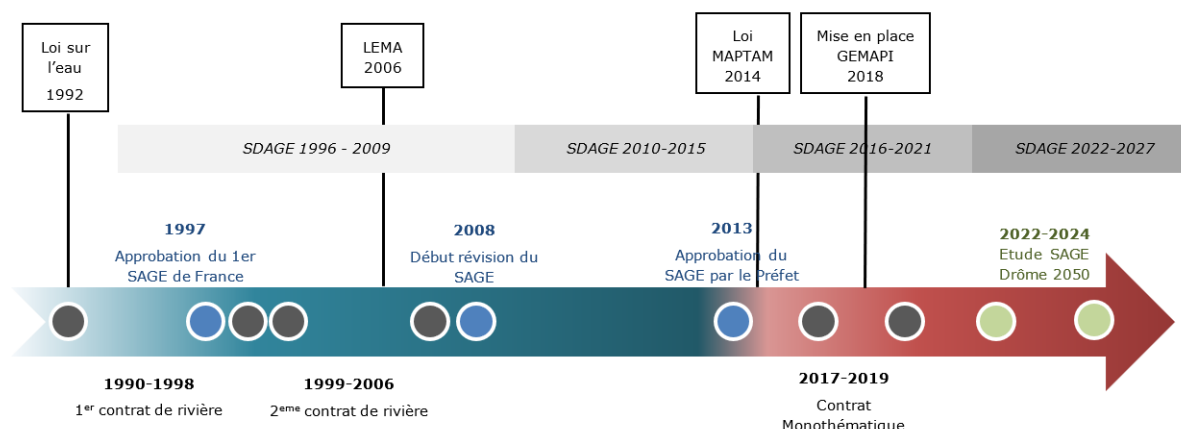 Loi sur
l'eau
1992
LEMA
2006
Loi
MAPTAM
2014
Mise en place
GEMAPI
2018
SDAGE 1996 - 2009
SDAGE 2010-2015
SDAGE 2016-2021
SDAGE 2022-2027
1997
Approbation du 1er
SAGE de France
2008
Début révision du
SAGE
2013
Approbation du
SAGE par le Préfet
2022-2024
Etude SAGE
Drôme 2050
1990-1998
1er contrat de rivière
1999-2006
2eme contrat de rivière
2017-2019
Contrat
Monothématique